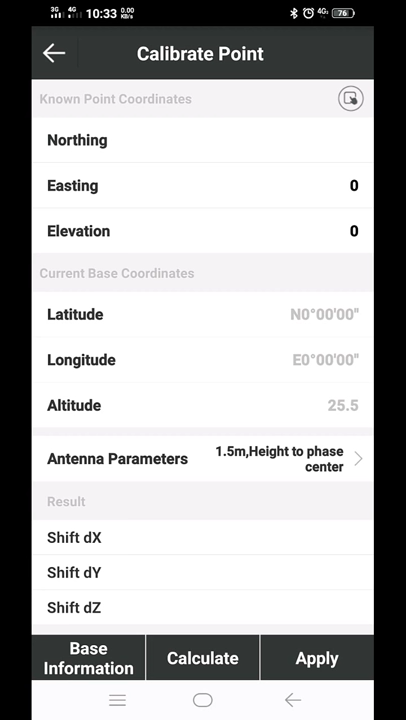 3G 4G 10:33 0.00 KB/s 4G 76
Calibrate Point
Known Point Coordinates
Northing
Easting 0
Elevation 0
Current Base Coordinates
Latitude N0°00'00"
Longitude E0°00'00"
Altitude 25.5
Antenna Parameters 1.5m,Height to phase
center
Result
Shift dX
Shift dY
Shift dZ
Base
Information
Calculate
Apply